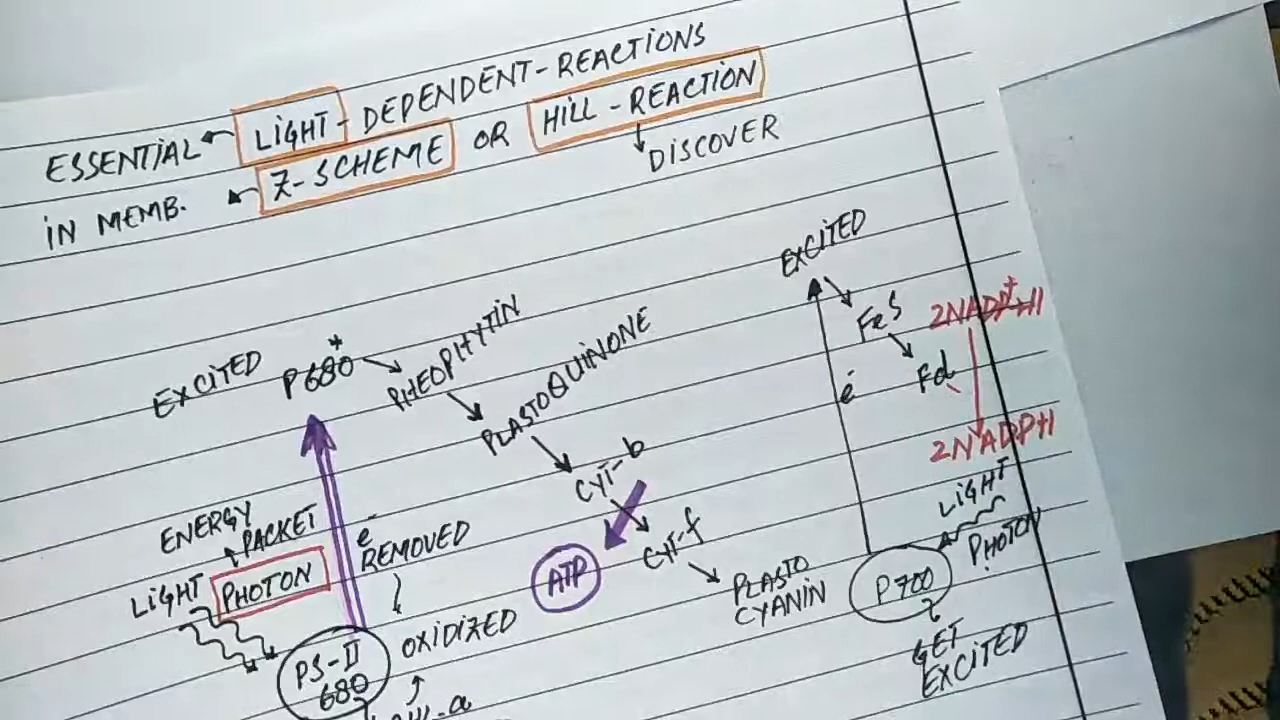 ESSENTIAL ← LIGHT - DEPENDENT - REACTIONS
IN MEMB. ← Z-SCHEME OR HILL - REACTION
DISCOVER
EXCITED P680*
PHEOPHYTIN
PLASTOQUINONE
CYT-b
ATP
CYT-f
PLASTO
CYANIN
ENERGY
PACKET
LIGHT PHOTON
e⁻
REMOVED
OXIDIZED
PS-II
680
EXCITED
FeS
Fd
e⁻
2NADP⁺
2NADPH
LIGHT
PHOTON
P700
GET
EXCITED